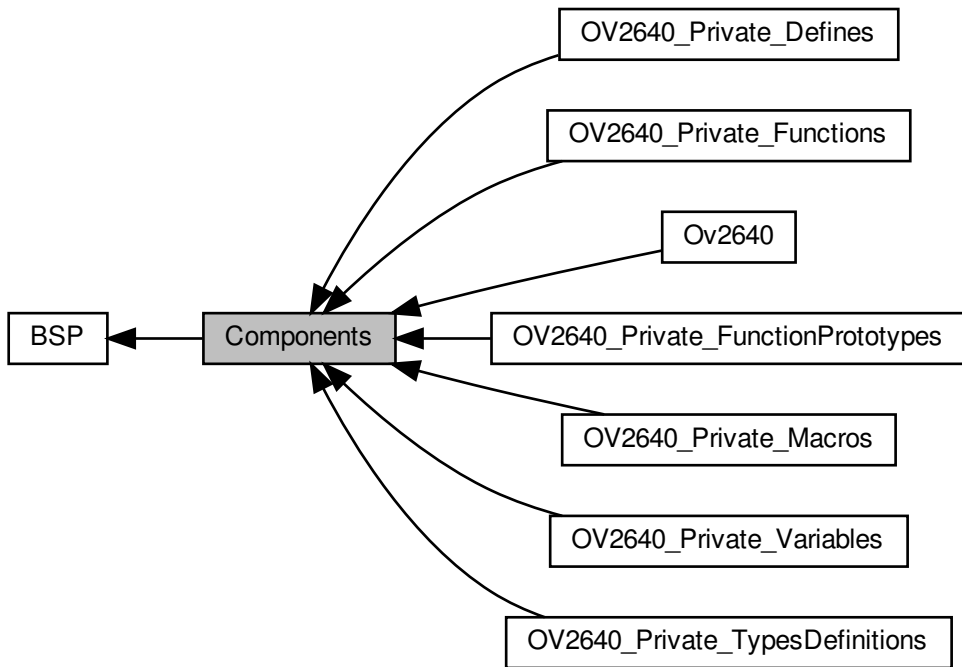 OV2640_Private_Defines
OV2640_Private_Functions
Ov2640
BSP
Components
OV2640_Private_FunctionPrototypes
OV2640_Private_Macros
OV2640_Private_Variables
OV2640_Private_TypesDefinitions